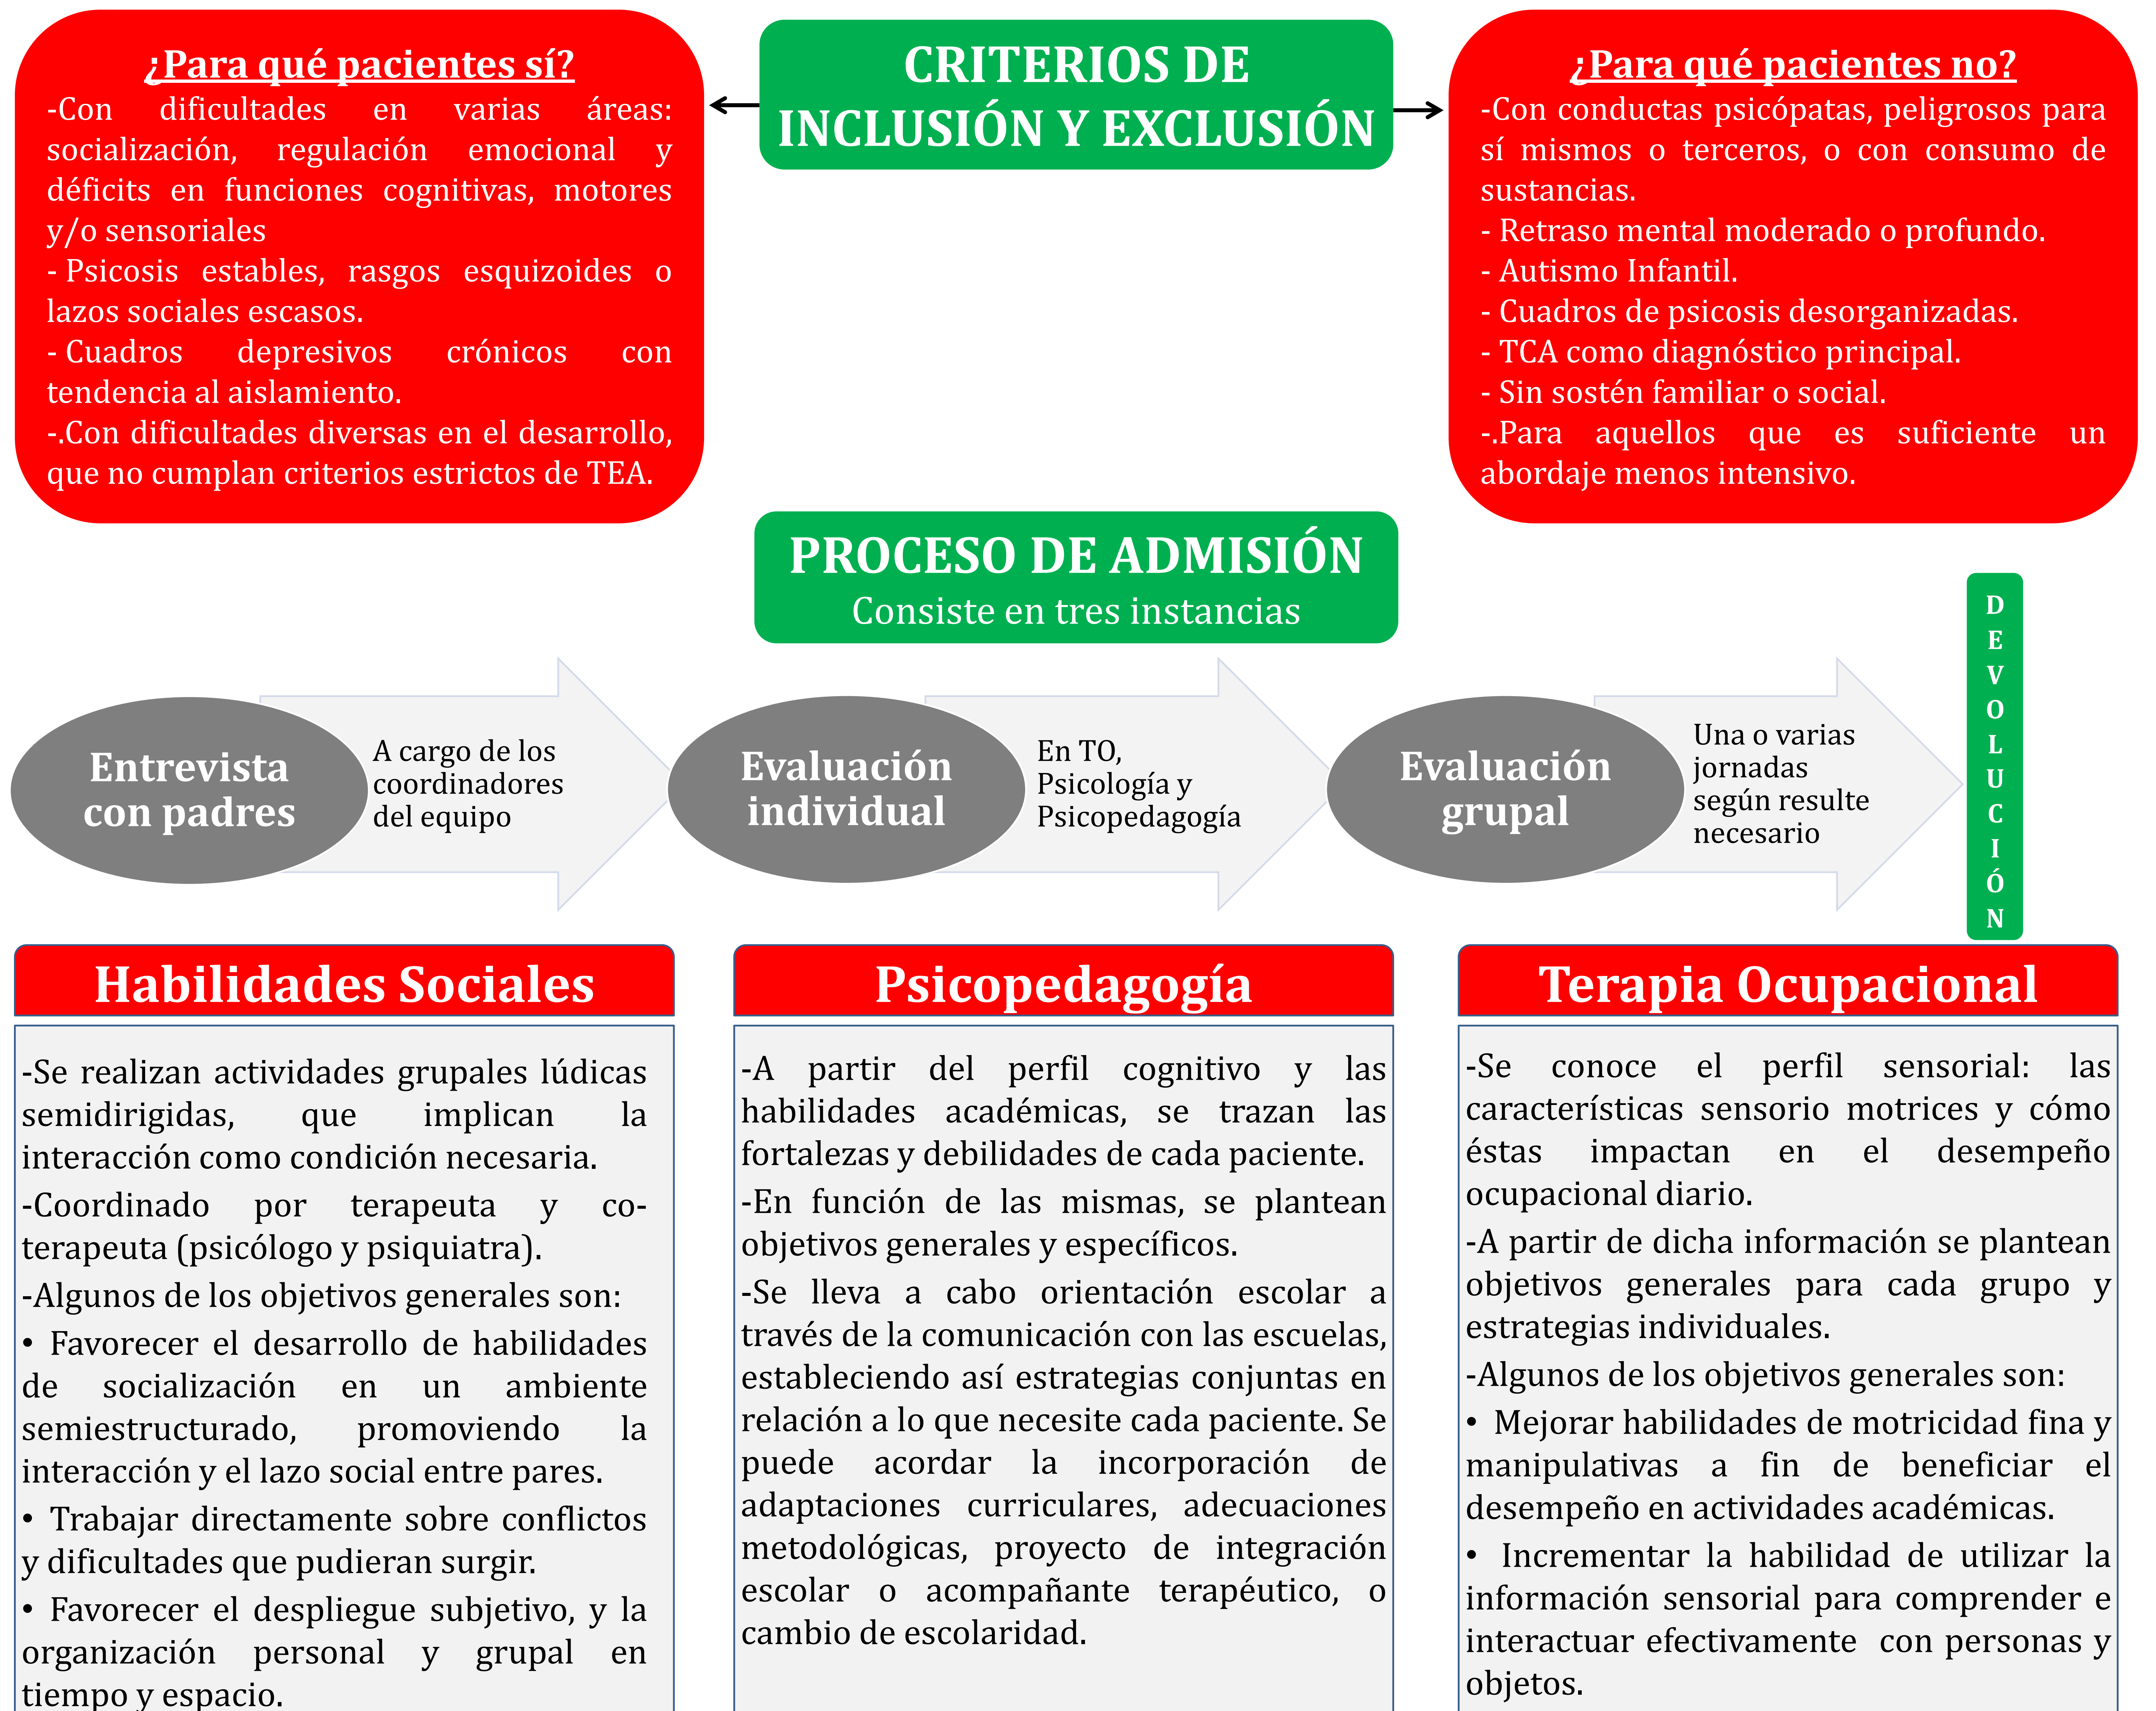 ¿Para qué pacientes sí?
-Con dificultades en varias áreas:
socialización, regulación emocional y
déficits en funciones cognitivas, motores
y/o sensoriales
- Psicosis estables, rasgos esquizoides o
lazos sociales escasos.
- Cuadros depresivos crónicos con
tendencia al aislamiento.
-.Con dificultades diversas en el desarrollo,
que no cumplan criterios estrictos de TEA.
CRITERIOS DE
INCLUSIÓN Y EXCLUSIÓN
¿Para qué pacientes no?
-Con conductas psicópatas, peligrosos para
sí mismos o terceros, o con consumo de
sustancias.
- Retraso mental moderado o profundo.
- Autismo Infantil.
- Cuadros de psicosis desorganizadas.
- TCA como diagnóstico principal.
- Sin sostén familiar o social.
-.Para aquellos que es suficiente un
abordaje menos intensivo.
PROCESO DE ADMISIÓN
Consiste en tres instancias
Entrevista
con padres
A cargo de los
coordinadores
del equipo
Evaluación
individual
En TO,
Psicología y
Psicopedagogía
Evaluación
grupal
Una o varias
jornadas
según resulte
necesario
DEVOLUCIÓN
Habilidades Sociales
-Se realizan actividades grupales lúdicas
semidirigidas, que implican la
interacción como condición necesaria.
-Coordinado por terapeuta y co-
terapeuta (psicólogo y psiquiatra).
-Algunos de los objetivos generales son:
• Favorecer el desarrollo de habilidades
de socialización en un ambiente
semiestructurado, promoviendo la
interacción y el lazo social entre pares.
• Trabajar directamente sobre conflictos
y dificultades que pudieran surgir.
• Favorecer el despliegue subjetivo, y la
organización personal y grupal en
tiempo y espacio.
Psicopedagogía
-A partir del perfil cognitivo y las
habilidades académicas, se trazan las
fortalezas y debilidades de cada paciente.
-En función de las mismas, se plantean
objetivos generales y específicos.
-Se lleva a cabo orientación escolar a
través de la comunicación con las escuelas,
estableciendo así estrategias conjuntas en
relación a lo que necesite cada paciente. Se
puede acordar la incorporación de
adaptaciones curriculares, adecuaciones
metodológicas, proyecto de integración
escolar o acompañante terapéutico, o
cambio de escolaridad.
Terapia Ocupacional
-Se conoce el perfil sensorial: las
características sensorio motrices y cómo
éstas impactan en el desempeño
ocupacional diario.
-A partir de dicha información se plantean
objetivos generales para cada grupo y
estrategias individuales.
-Algunos de los objetivos generales son:
• Mejorar habilidades de motricidad fina y
manipulativas a fin de beneficiar el
desempeño en actividades académicas.
• Incrementar la habilidad de utilizar la
información sensorial para comprender e
interactuar efectivamente con personas y
objetos.